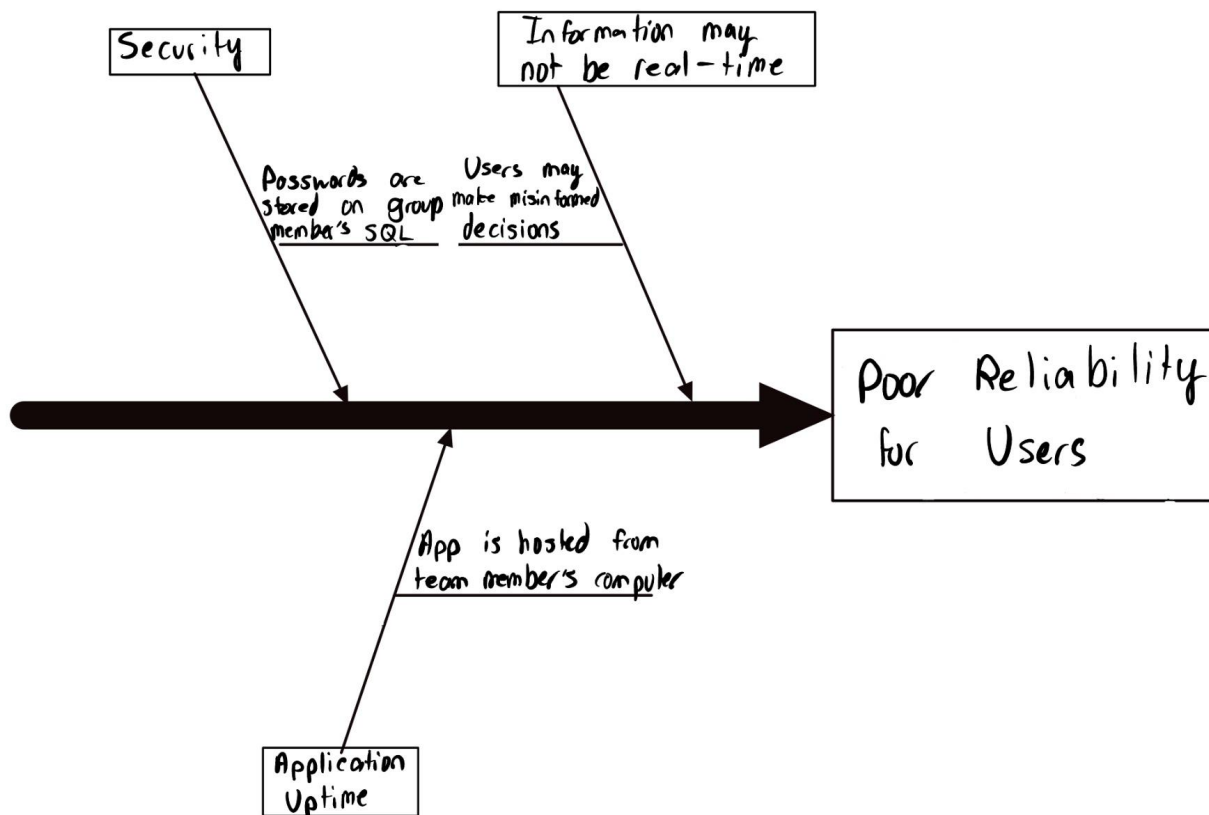 Security
Information may
not be real-time
Passwords are
stored on group
member's SQL
Users may
make misinformed
decisions
Poor Reliability
for Users
App is hosted from
team member's computer
Application
Uptime